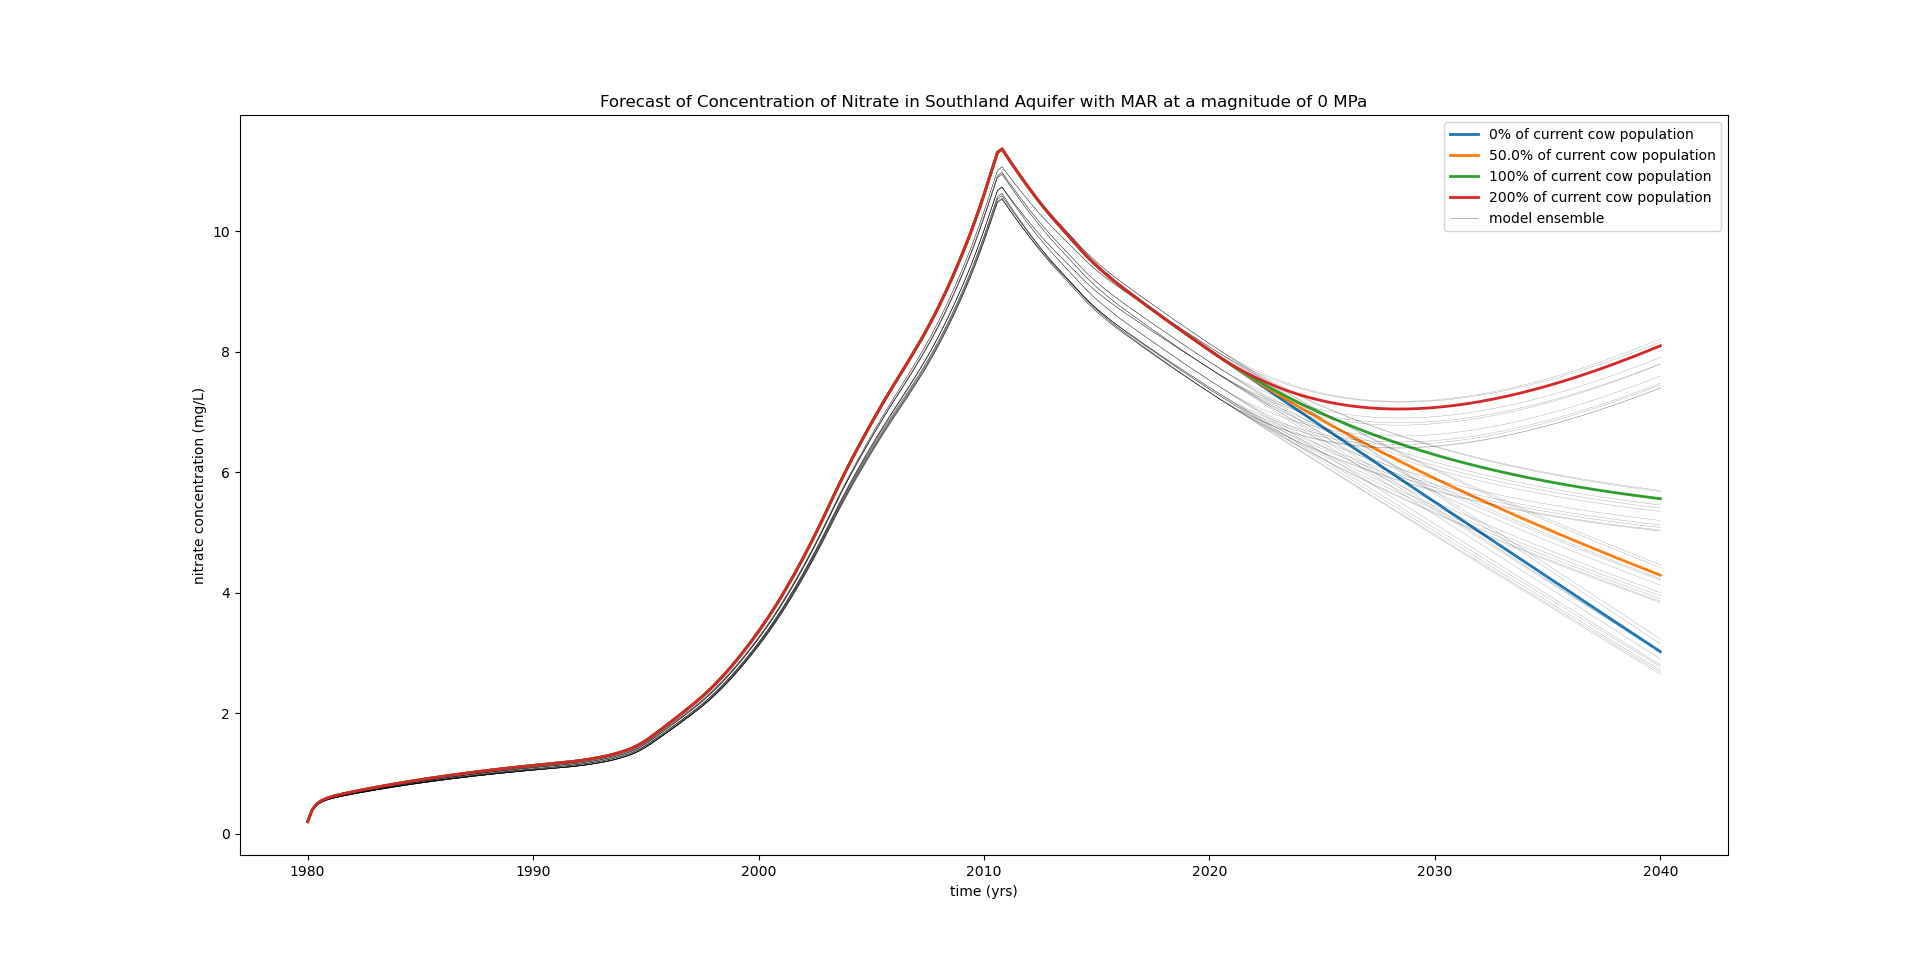 Forecast of Concentration of Nitrate in Southland Aquifer with MAR at a magnitude of 0 MPa
0% of current cow population
50.0% of current cow population
100% of current cow population
200% of current cow population
model ensemble
nitrate concentration (mg/L)
10
8
6
4
2
0
1980 1990 2000 2010 2020 2030 2040
time (yrs)